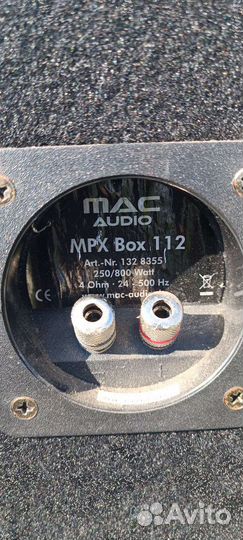 mac
AUDIO
MPX Box 112
Art.-Nr. 132 8355
250/800 Watt
4 Ohm · 24 - 500 Hz
www.mac-audio
CE
Avito